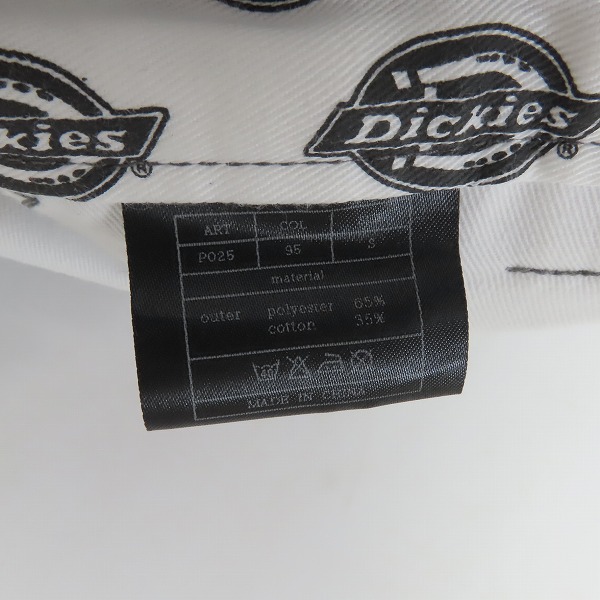 Dickies
Dickies
®
®
ART COL S
P025 95 S
material
outer polyester 65%
cotton 35%
MADE IN CHINA